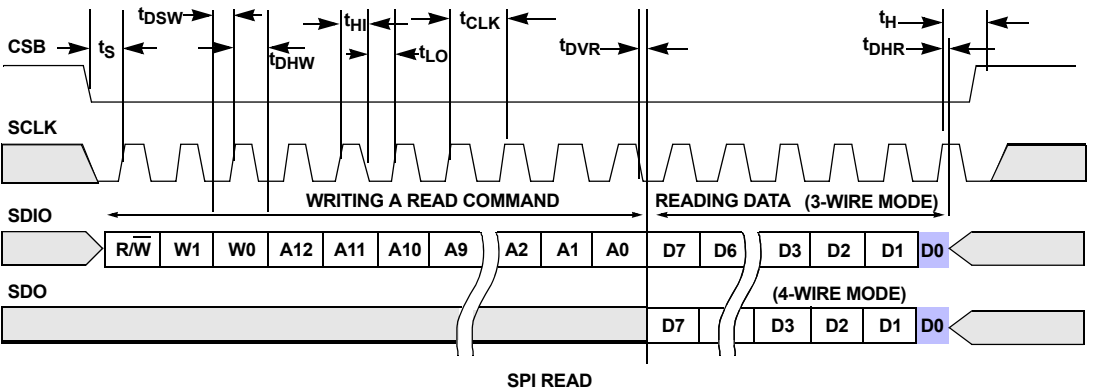 tDSW tHI tCLK tH
CSB tS tDHW tLO tDVR tDHR
SCLK
WRITING A READ COMMAND READING DATA (3-WIRE MODE)
SDIO
R/W̅ W1 W0 A12 A11 A10 A9 A2 A1 A0 D7 D6 D3 D2 D1 D0
SDO (4-WIRE MODE)
D7 D3 D2 D1 D0
SPI READ